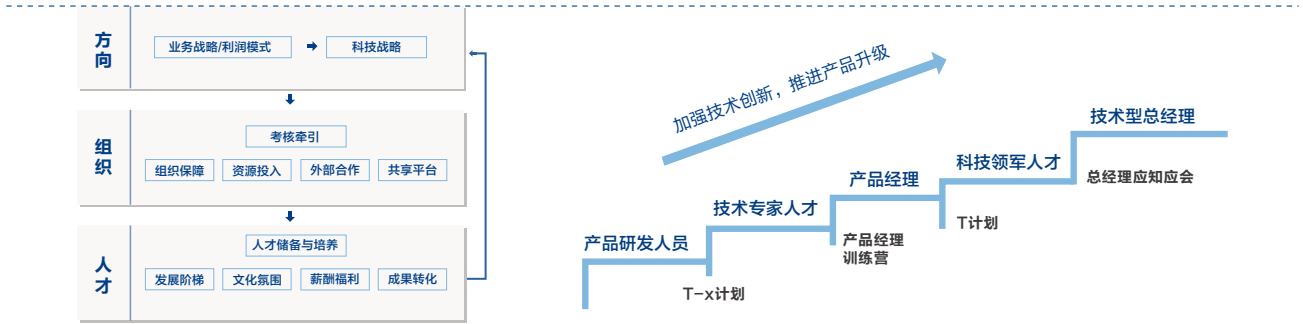 方向
业务战略/利润模式
科技战略
组织
考核牵引
组织保障
资源投入
外部合作
共享平台
人才
人才储备与培养
发展阶梯
文化氛围
薪酬福利
成果转化
加强技术创新，推进产品升级
产品研发人员
T-x计划
技术专家人才
产品经理
产品经理
训练营
科技领军人才
T计划
技术型总经理
总经理应知应会